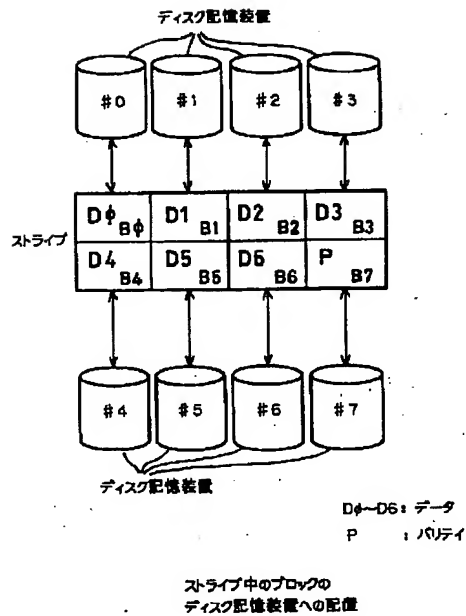 ディスク記憶装置
#0 #1 #2 #3
ストライプ
Dφ Bφ D1 B1 D2 B2 D3 B3
D4 B4 D5 B5 D6 B6 P B7
#4 #5 #6 #7
ディスク記憶装置
Dφ~D6: データ
P : パリティ
ストライプ中のブロックの
ディスク記憶装置への配置